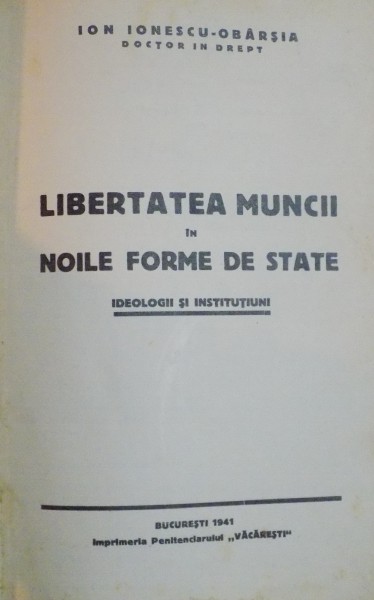 ION IONESCU-OBÂRȘIA
DOCTOR IN DREPT
LIBERTATEA MUNCII
ÎN
NOILE FORME DE STATE
IDEOLOGII ȘI INSTITUȚIUNI
BUCUREȘTI 1941
Imprimeria Penitenciarului „VĂCĂREȘTI"